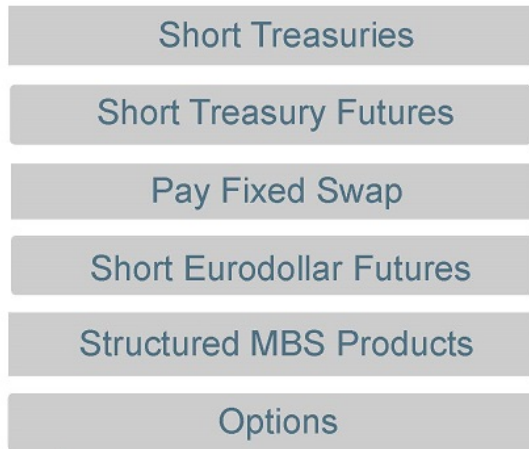 Short Treasuries
Short Treasury Futures
Pay Fixed Swap
Short Eurodollar Futures
Structured MBS Products
Options